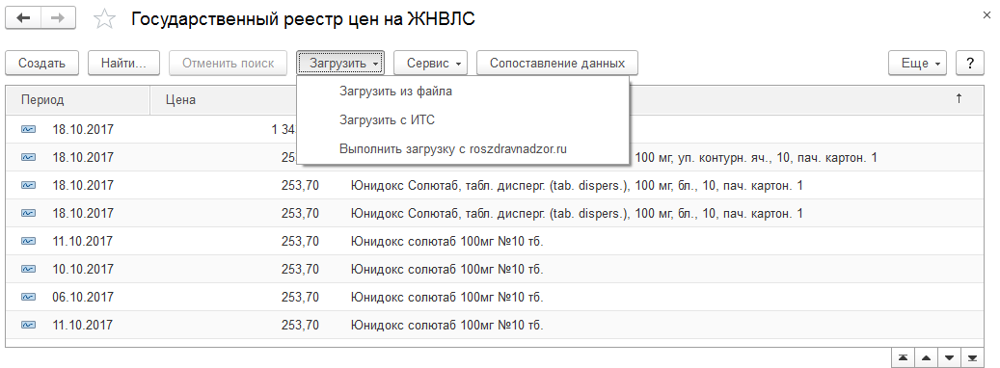 Государственный реестр цен на ЖНВЛС
Создать Найти... Отменить поиск Загрузить Сервис Сопоставление данных Еще ?
Период Цена
Загрузить из файла
Загрузить с ИТС
Выполнить загрузку с roszdravnadzor.ru
18.10.2017 1 34
18.10.2017 25 , 100 мг, уп. контурн. яч., 10, пач. картон. 1
18.10.2017 253,70 Юнидокс Солютаб, табл. дисперг. (tab. dispers.), 100 мг, бл., 10, пач. картон. 1
18.10.2017 253,70 Юнидокс Солютаб, табл. дисперг. (tab. dispers.), 100 мг, бл., 10, пач. картон. 1
11.10.2017 253,70 Юнидокс солютаб 100мг №10 тб.
10.10.2017 253,70 Юнидокс солютаб 100мг №10 тб.
06.10.2017 253,70 Юнидокс солютаб 100мг №10 тб.
11.10.2017 253,70 Юнидокс солютаб 100мг №10 тб.